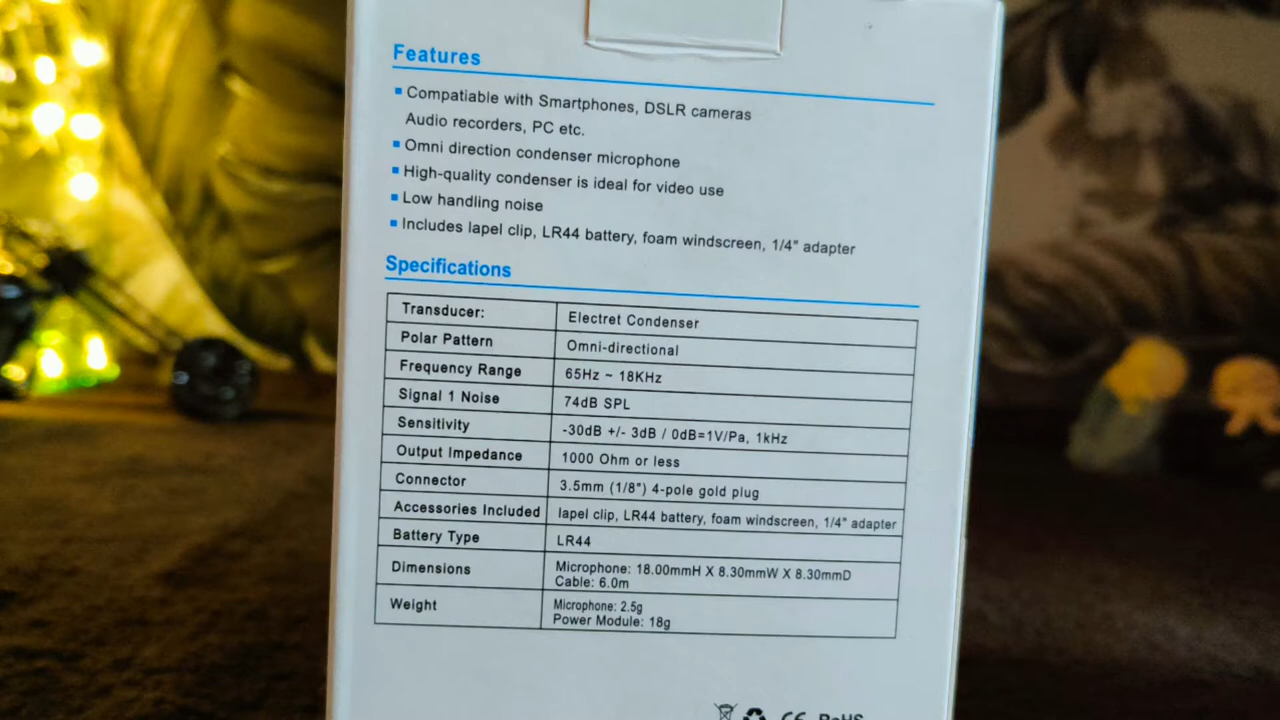 Features
Compatiable with Smartphones, DSLR cameras
Audio recorders, PC etc.
Omni direction condenser microphone
High-quality condenser is ideal for video use
Low handling noise
Includes lapel clip, LR44 battery, foam windscreen, 1/4" adapter
Specifications
Transducer: Electret Condenser
Polar Pattern Omni-directional
Frequency Range 65Hz ~ 18KHz
Signal 1 Noise 74dB SPL
Sensitivity -30dB +/- 3dB / 0dB=1V/Pa, 1kHz
Output Impedance 1000 Ohm or less
Connector 3.5mm (1/8") 4-pole gold plug
Accessories Included lapel clip, LR44 battery, foam windscreen, 1/4" adapter
Battery Type LR44
Dimensions Microphone: 18.00mmH X 8.30mmW X 8.30mmD
Cable: 6.0m
Weight Microphone: 2.5g
Power Module: 18g
CE RoHS